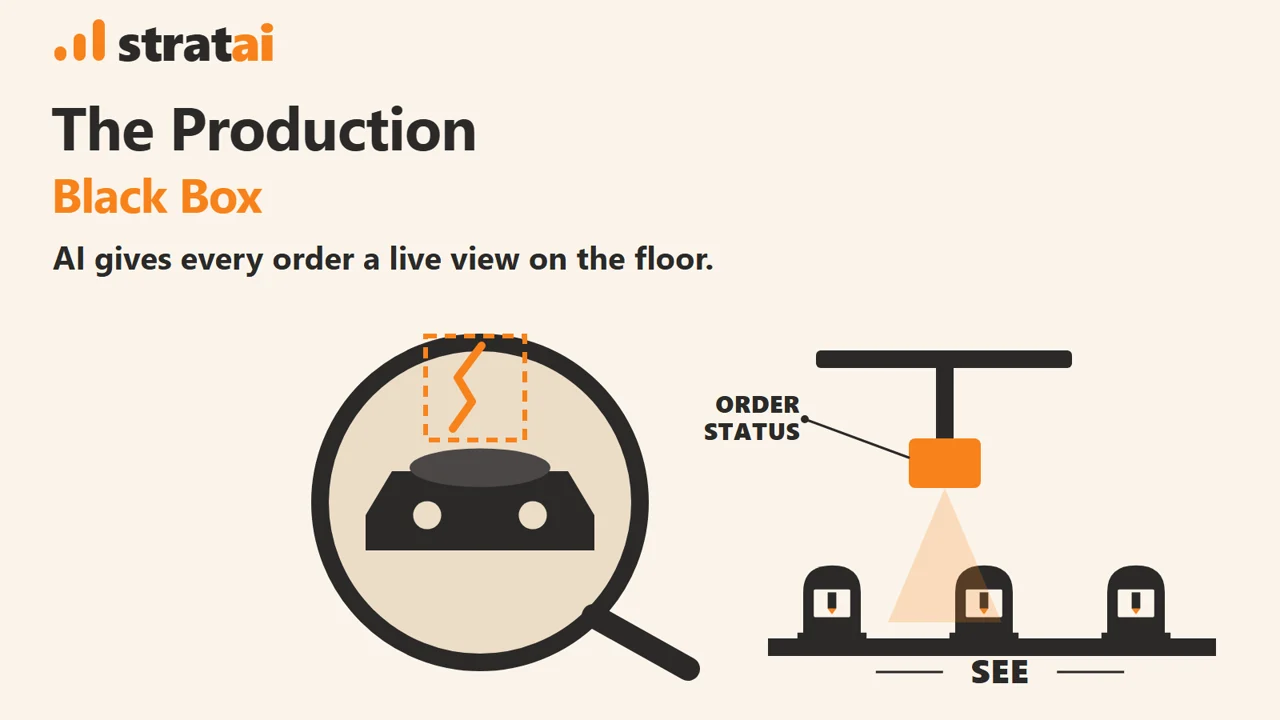 stratai
The Production
Black Box
AI gives every order a live view on the floor.
ORDER
STATUS
SEE